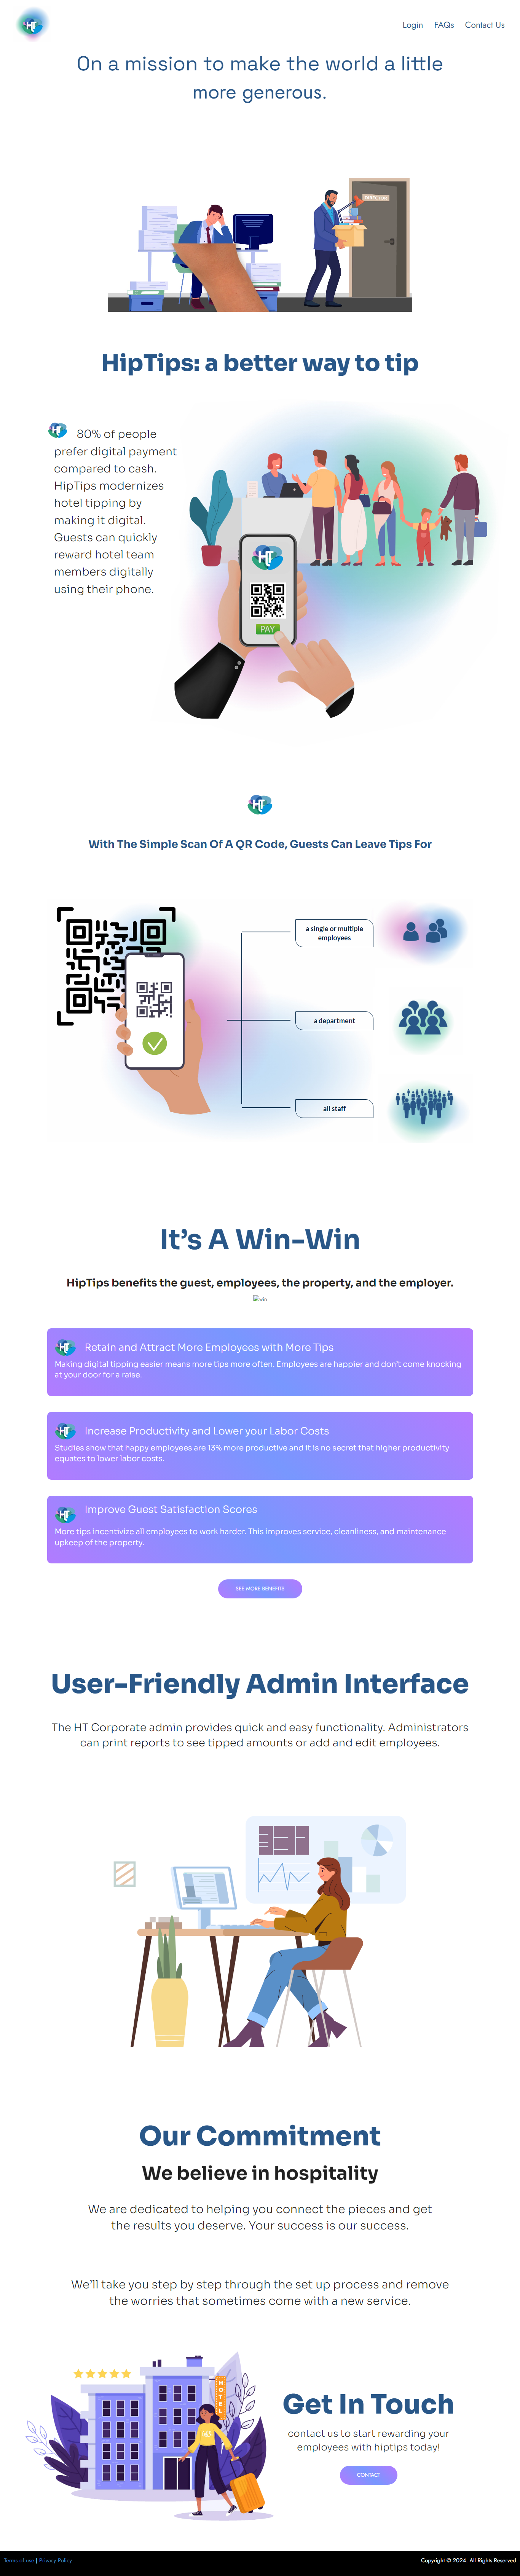 HT
Login FAQs Contact Us
On a mission to make the world a little
more generous.
DIRECTOR
HipTips: a better way to tip
HT
80% of people
prefer digital payment
compared to cash.
HipTips modernizes
hotel tipping by
making it digital.
Guests can quickly
reward hotel team
members digitally
using their phone.
HT
PAY
HT
With The Simple Scan Of A QR Code, Guests Can Leave Tips For
a single or multiple
employees
a department
all staff
It's A Win-Win
HipTips benefits the guest, employees, the property, and the employer.
win
HT
Retain and Attract More Employees with More Tips
Making digital tipping easier means more tips more often. Employees are happier and don't come knocking
at your door for a raise.
HT
Increase Productivity and Lower your Labor Costs
Studies show that happy employees are 13% more productive and It is no secret that higher productivity
equates to lower labor costs.
HT
Improve Guest Satisfaction Scores
More tips incentivize all employees to work harder. This improves service, cleanliness, and maintenance
upkeep of the property.
SEE MORE BENEFITS
User-Friendly Admin Interface
The HT Corporate admin provides quick and easy functionality. Administrators
can print reports to see tipped amounts or add and edit employees.
Our Commitment
We believe in hospitality
We are dedicated to helping you connect the pieces and get
the results you deserve. Your success is our success.
We'll take you step by step through the set up process and remove
the worries that sometimes come with a new service.
HOTEL
Get In Touch
contact us to start rewarding your
employees with hiptips today!
CONTACT
Terms of use | Privacy Policy
Copyright © 2024. All Rights Reserved